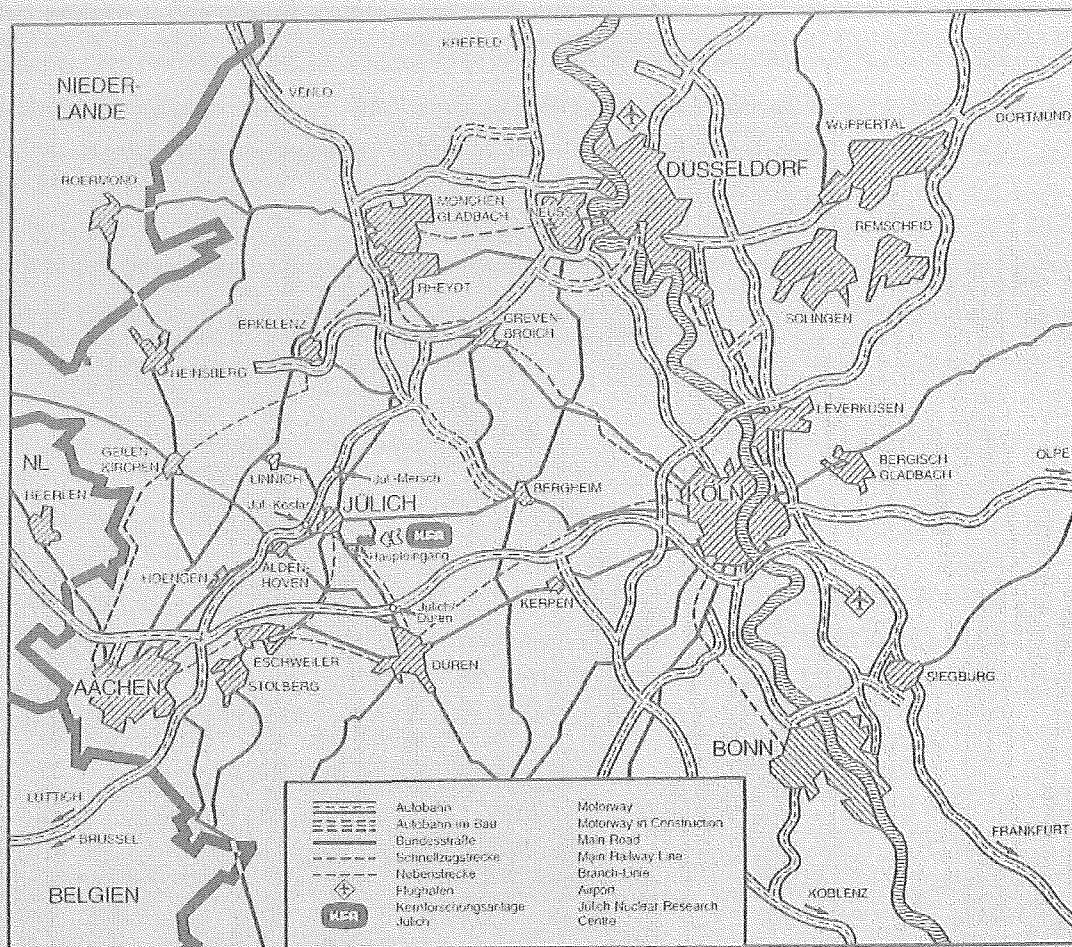 KREFELD
NIEDER-
LANDE
VENLO
DORTMUND
WUPPERTAL
DÜSSELDORF
ROERMOND
MÖNCHEN
GLADBACH
NEUSS
REMSCHEID
RHEYDT
SOLINGEN
ERKELENZ
GREVEN-
BROICH
HEINSBERG
LEVERKUSEN
GEILEN-
KIRCHEN
NL
LINNICH
Jül.-Mersch
BERGHEIM
KÖLN
BERGISCH
GLADBACH
OLPE
HEERLEN
Jül.-Koslar
JÜLICH
KFA
Haupteingang
HOENGEN
ALDEN-
HOVEN
KERPEN
Jülich/
Düren
ESCHWEILER
DÜREN
AACHEN
STOLBERG
SIEGBURG
BONN
LÜTTICH
BRÜSSEL
FRANKFURT
BELGIEN
KOBLENZ
Autobahn Motorway
Autobahn im Bau Motorway in Construction
Bundesstraße Main Road
Schnellzugstrecke Main Railway Line
Nebenstrecke Branch-Line
Flughafen Airport
KFA Kernforschungsanlage Jülich Nuclear Research
Jülich Centre